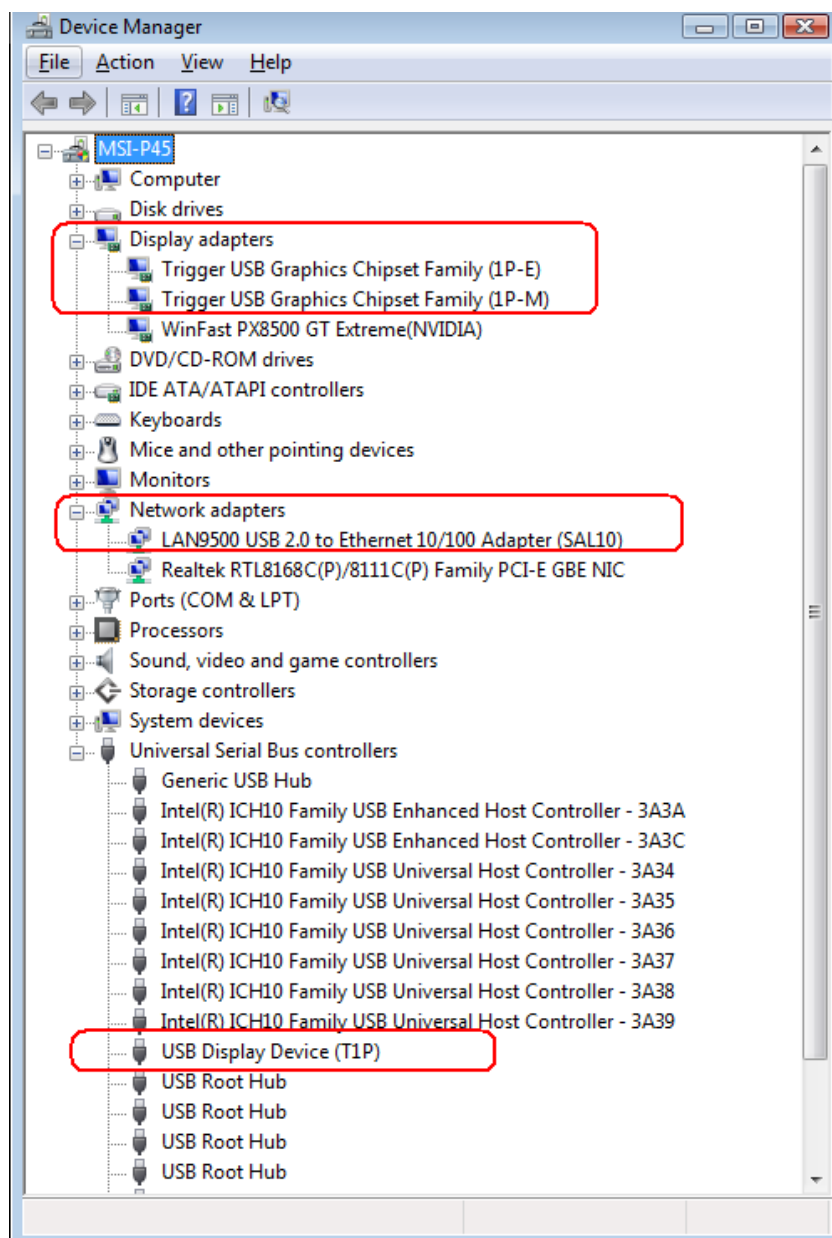 Device Manager
File Action View Help
MSI-P45
Computer
Disk drives
Display adapters
Trigger USB Graphics Chipset Family (1P-E)
Trigger USB Graphics Chipset Family (1P-M)
WinFast PX8500 GT Extreme(NVIDIA)
DVD/CD-ROM drives
IDE ATA/ATAPI controllers
Keyboards
Mice and other pointing devices
Monitors
Network adapters
LAN9500 USB 2.0 to Ethernet 10/100 Adapter (SAL10)
Realtek RTL8168C(P)/8111C(P) Family PCI-E GBE NIC
Ports (COM & LPT)
Processors
Sound, video and game controllers
Storage controllers
System devices
Universal Serial Bus controllers
Generic USB Hub
Intel(R) ICH10 Family USB Enhanced Host Controller - 3A3A
Intel(R) ICH10 Family USB Enhanced Host Controller - 3A3C
Intel(R) ICH10 Family USB Universal Host Controller - 3A34
Intel(R) ICH10 Family USB Universal Host Controller - 3A35
Intel(R) ICH10 Family USB Universal Host Controller - 3A36
Intel(R) ICH10 Family USB Universal Host Controller - 3A37
Intel(R) ICH10 Family USB Universal Host Controller - 3A38
Intel(R) ICH10 Family USB Universal Host Controller - 3A39
USB Display Device (T1P)
USB Root Hub
USB Root Hub
USB Root Hub
USB Root Hub